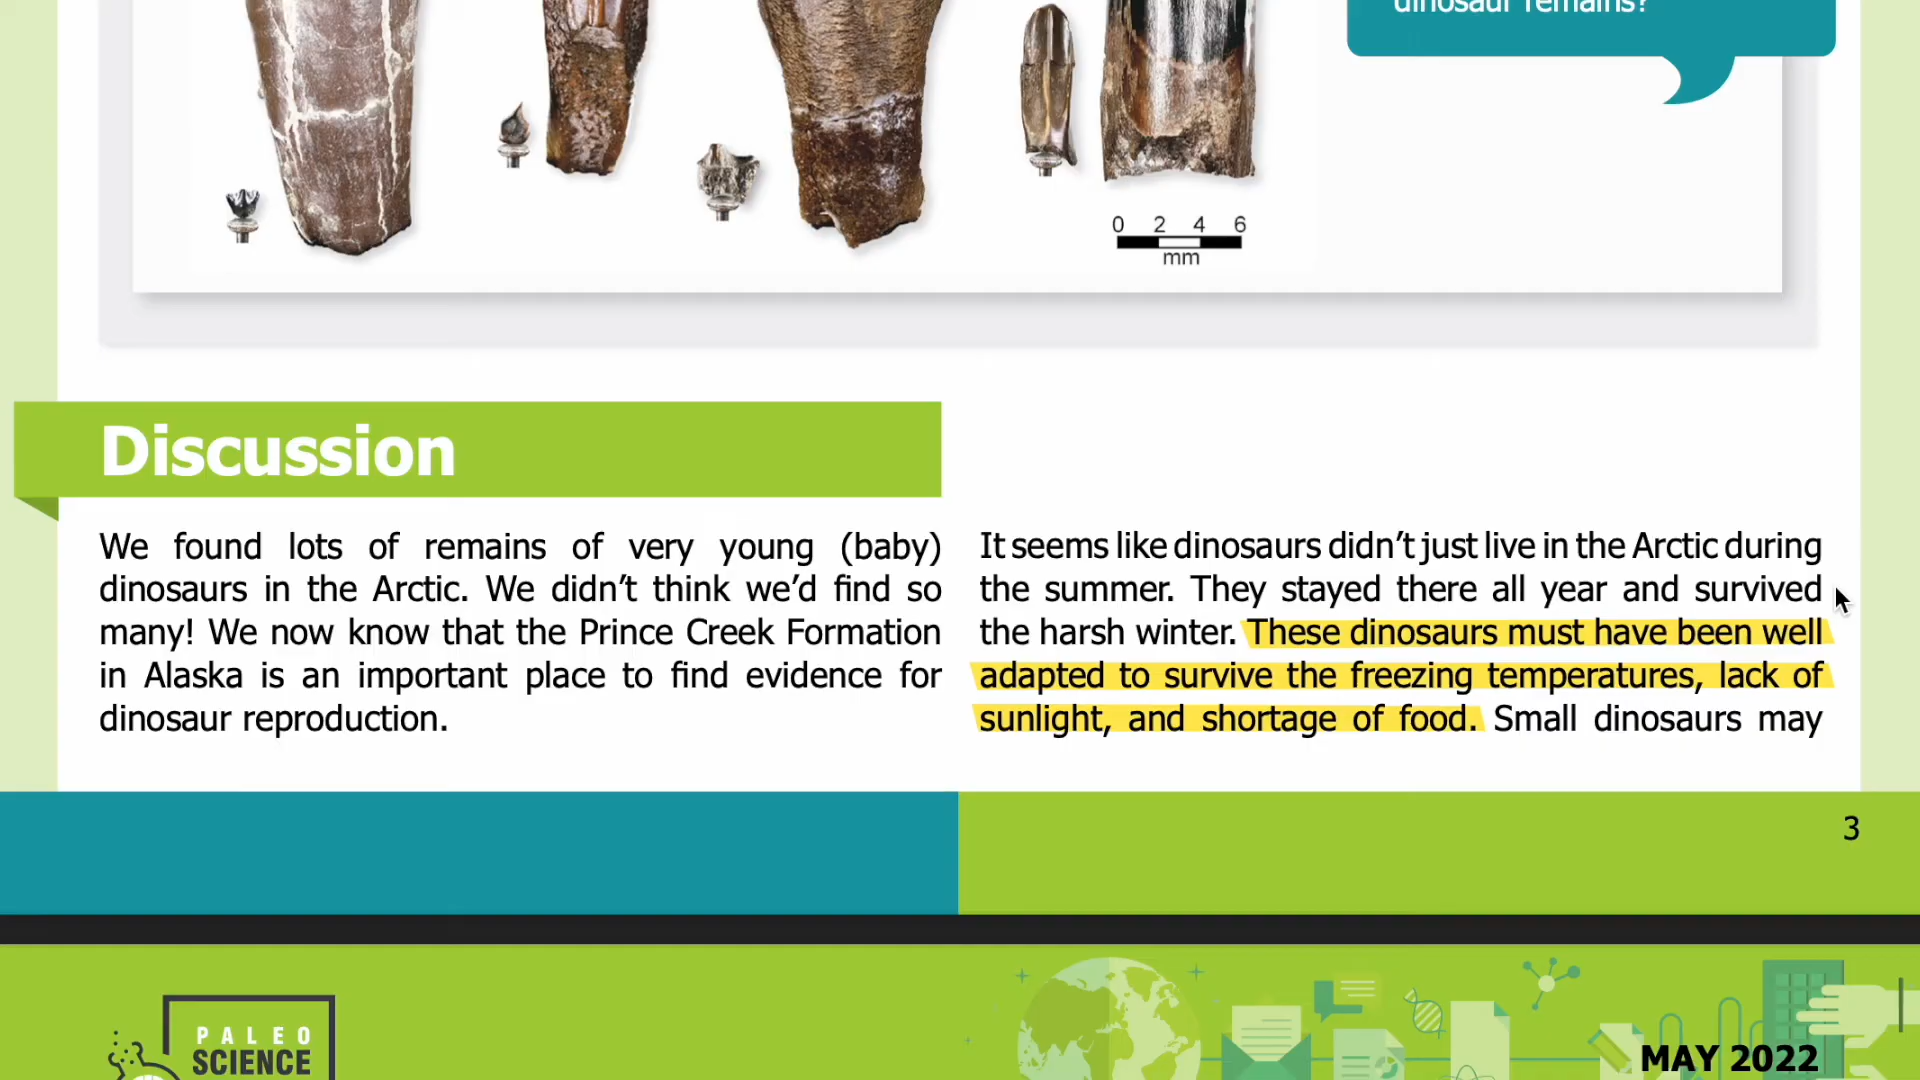 dinosaur remains?
0 2 4 6
mm
Discussion
We found lots of remains of very young (baby)
dinosaurs in the Arctic. We didn’t think we’d find so
many! We now know that the Prince Creek Formation
in Alaska is an important place to find evidence for
dinosaur reproduction.
It seems like dinosaurs didn’t just live in the Arctic during
the summer. They stayed there all year and survived
the harsh winter. These dinosaurs must have been well
adapted to survive the freezing temperatures, lack of
sunlight, and shortage of food. Small dinosaurs may
3
PALEO
SCIENCE
MAY 2022